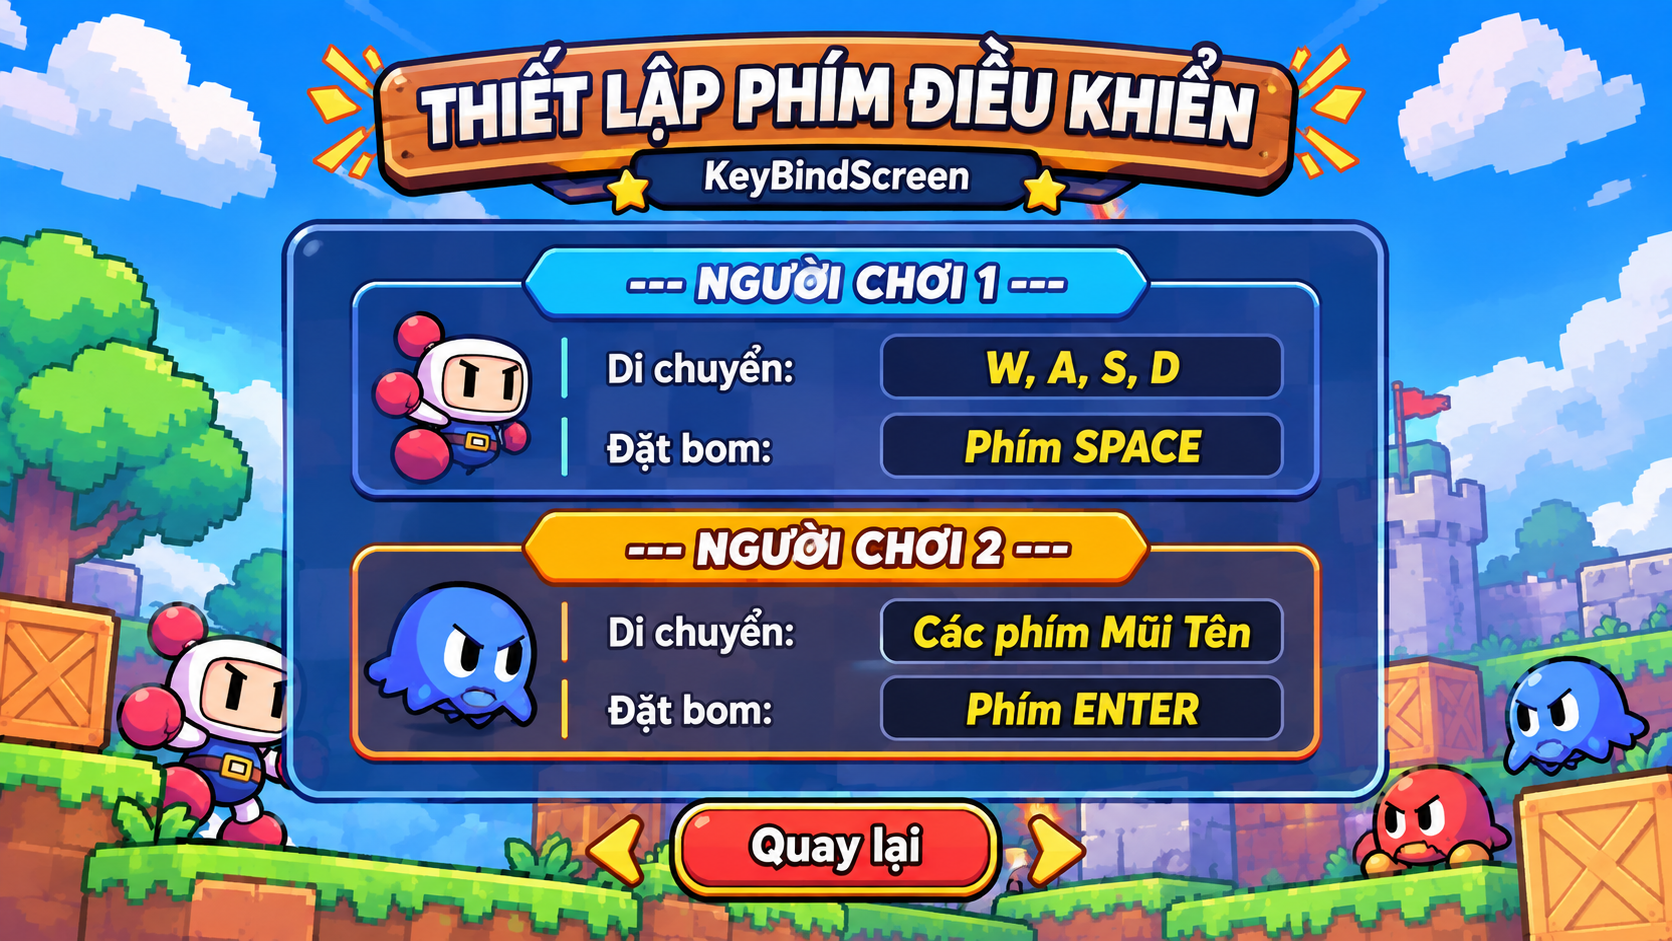 THIẾT LẬP PHÍM ĐIỀU KHIỂN
KeyBindScreen
--- NGƯỜI CHƠI 1 ---
Di chuyển: W, A, S, D
Đặt bom: Phím SPACE
--- NGƯỜI CHƠI 2 ---
Di chuyển: Các phím Mũi Tên
Đặt bom: Phím ENTER
Quay lại